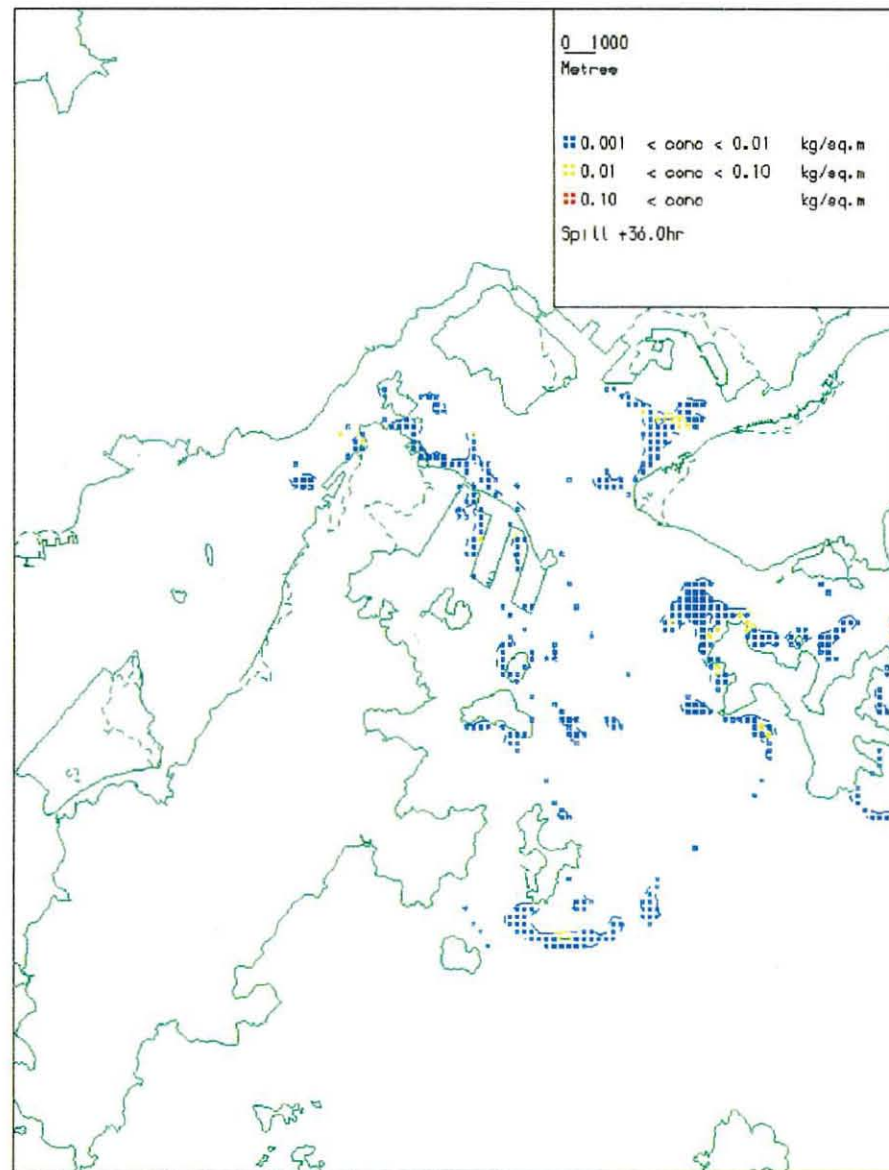 0 1000
Metres
0.001 < conc < 0.01 kg/sq.m
0.01 < conc < 0.10 kg/sq.m
0.10 < conc kg/sq.m
Spill +36.0hr